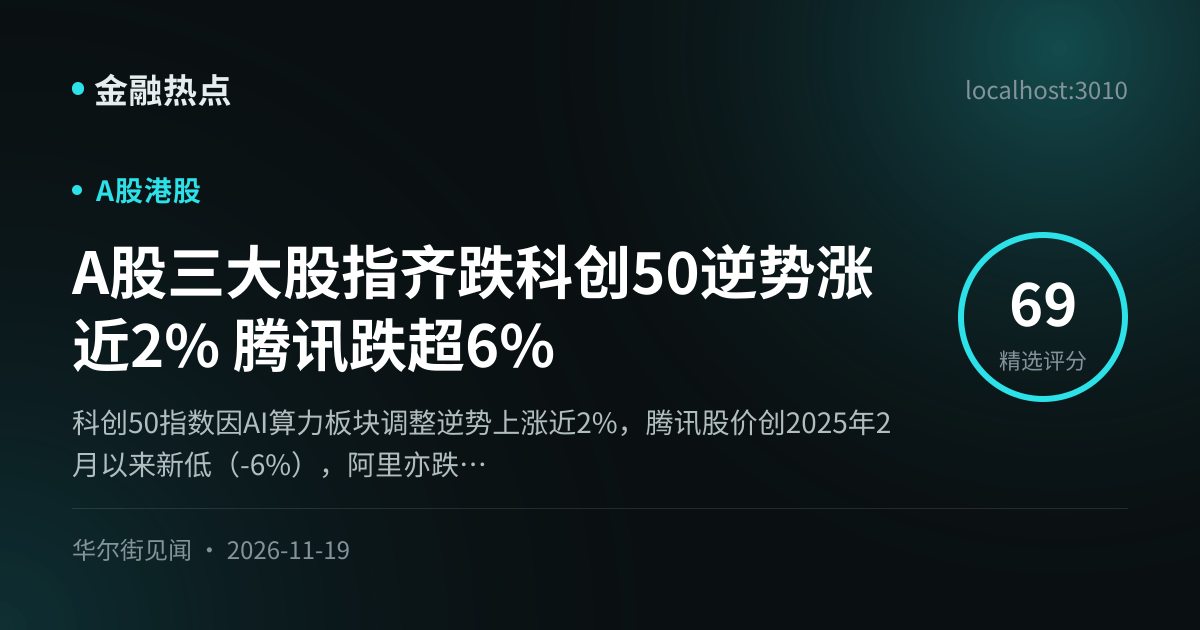 金融热点
localhost:3010
A股港股
A股三大股指齐跌科创50逆势涨
近2% 腾讯跌超6%
69
精选评分
科创50指数因AI算力板块调整逆势上涨近2%，腾讯股价创2025年2
月以来新低（-6%），阿里亦跌…
华尔街见闻 · 2026-11-19